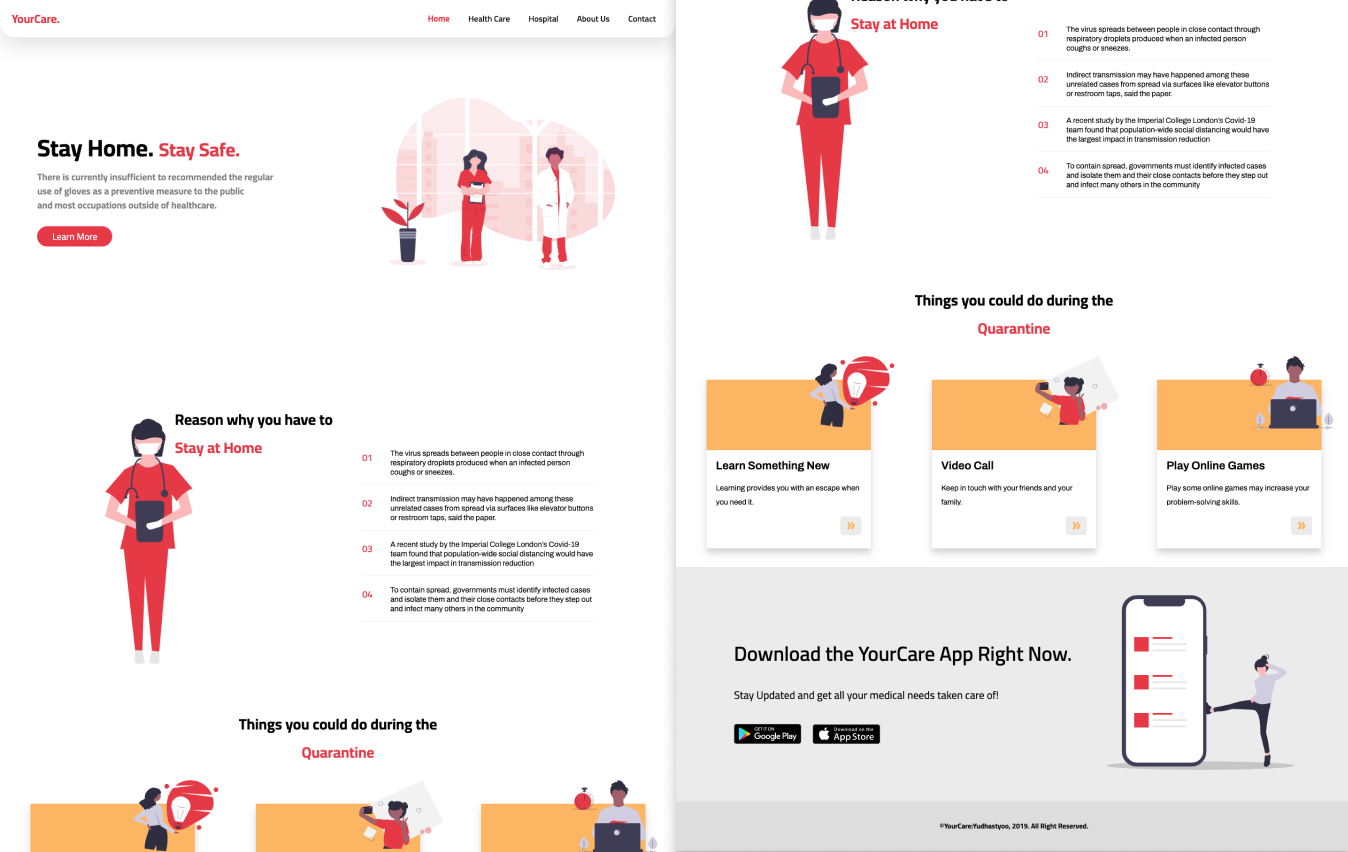 YourCare.
Home
Health Care
Hospital
About Us
Contact
Stay Home. Stay Safe.
There is currently insufficient to recommended the regular
use of gloves as a preventive measure to the public
and most occupations outside of healthcare.
Learn More
Reason why you have to
Stay at Home
01
The virus spreads between people in close contact through
respiratory droplets produced when an infected person
coughs or sneezes.
02
Indirect transmission may have happened among these
unrelated cases from spread via surfaces like elevator buttons
or restroom taps, said the paper.
03
A recent study by the Imperial College London's Covid-19
team found that population-wide social distancing would have
the largest impact in transmission reduction
04
To contain spread, governments must identify infected cases
and isolate them and their close contacts before they step out
and infect many others in the community
Things you could do during the
Quarantine
Reason why you have to
Stay at Home
01
The virus spreads between people in close contact through
respiratory droplets produced when an infected person
coughs or sneezes.
02
Indirect transmission may have happened among these
unrelated cases from spread via surfaces like elevator buttons
or restroom taps, said the paper.
03
A recent study by the Imperial College London's Covid-19
team found that population-wide social distancing would have
the largest impact in transmission reduction
04
To contain spread, governments must identify infected cases
and isolate them and their close contacts before they step out
and infect many others in the community
Things you could do during the
Quarantine
Learn Something New
Learning provides you with an escape when
you need it.
»
Video Call
Keep in touch with your friends and your
family.
»
Play Online Games
Play some online games may increase your
problem-solving skills.
»
Download the YourCare App Right Now.
Stay Updated and get all your medical needs taken care of!
GET IT ON
Google Play
Download on the
App Store
©YourCare:Yudhastyoo, 2019. All Right Reserved.